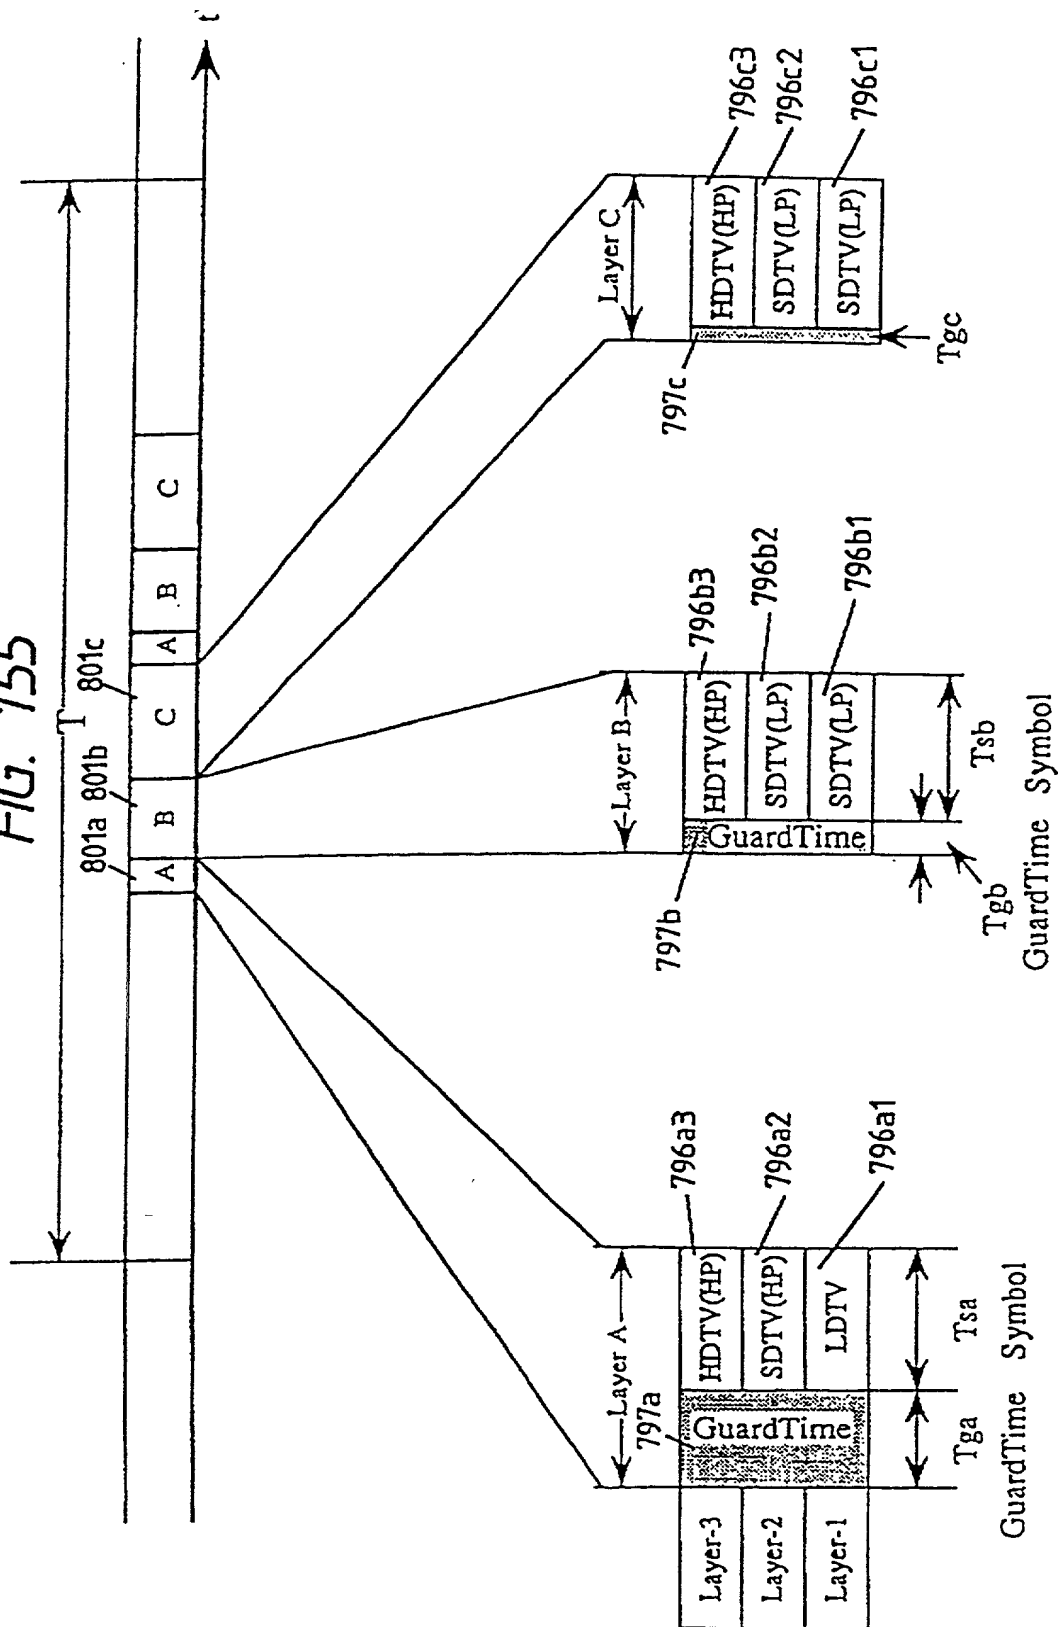 FIG. 155
T
801a 801b 801c
A B C A B C
t
Layer A
797a
Layer-3
Layer-2
Layer-1
GuardTime
HDTV(HP)
SDTV(HP)
LDTV
796a3
796a2
796a1
Tga Tsa
GuardTime Symbol
Layer B
797b
GuardTime
HDTV(HP)
SDTV(LP)
SDTV(LP)
796b3
796b2
796b1
Tgb Tsb
GuardTime Symbol
Layer C
797c
HDTV(HP)
SDTV(LP)
SDTV(LP)
796c3
796c2
796c1
Tgc